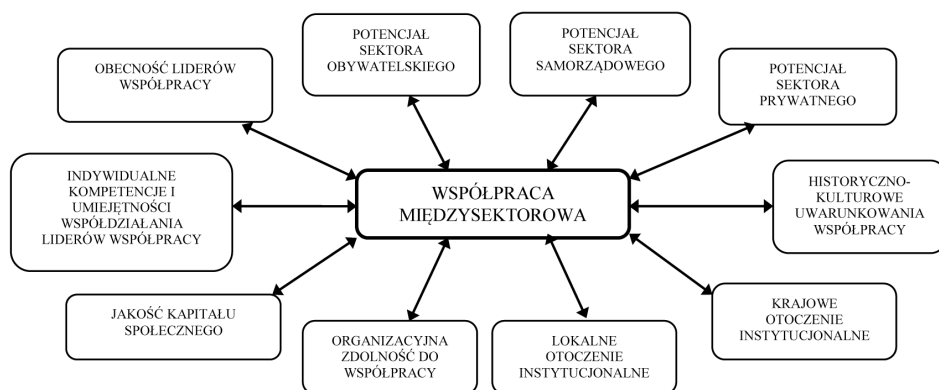 POTENCJAŁ
SEKTORA
OBYWATELSKIEGO
POTENCJAŁ
SEKTORA
SAMORZĄDOWEGO
OBECNOŚĆ LIDERÓW
WSPÓŁPRACY
POTENCJAŁ
SEKTORA
PRYWATNEGO
INDYWIDUALNE
KOMPETENCJE I
UMIEJĘTNOŚCI
WSPÓŁDZIAŁANIA
LIDERÓW WSPÓŁPRACY
WSPÓŁPRACA
MIĘDZYSEKTOROWA
HISTORYCZNO-
KULTUROWE
UWARUNKOWANIA
WSPÓŁPRACY
JAKOŚĆ KAPITAŁU
SPOŁECZNEGO
ORGANIZACYJNA
ZDOLNOŚĆ DO
WSPÓŁPRACY
LOKALNE
OTOCZENIE
INSTYTUCJONALNE
KRAJOWE
OTOCZENIE
INSTYTUCJONALNE